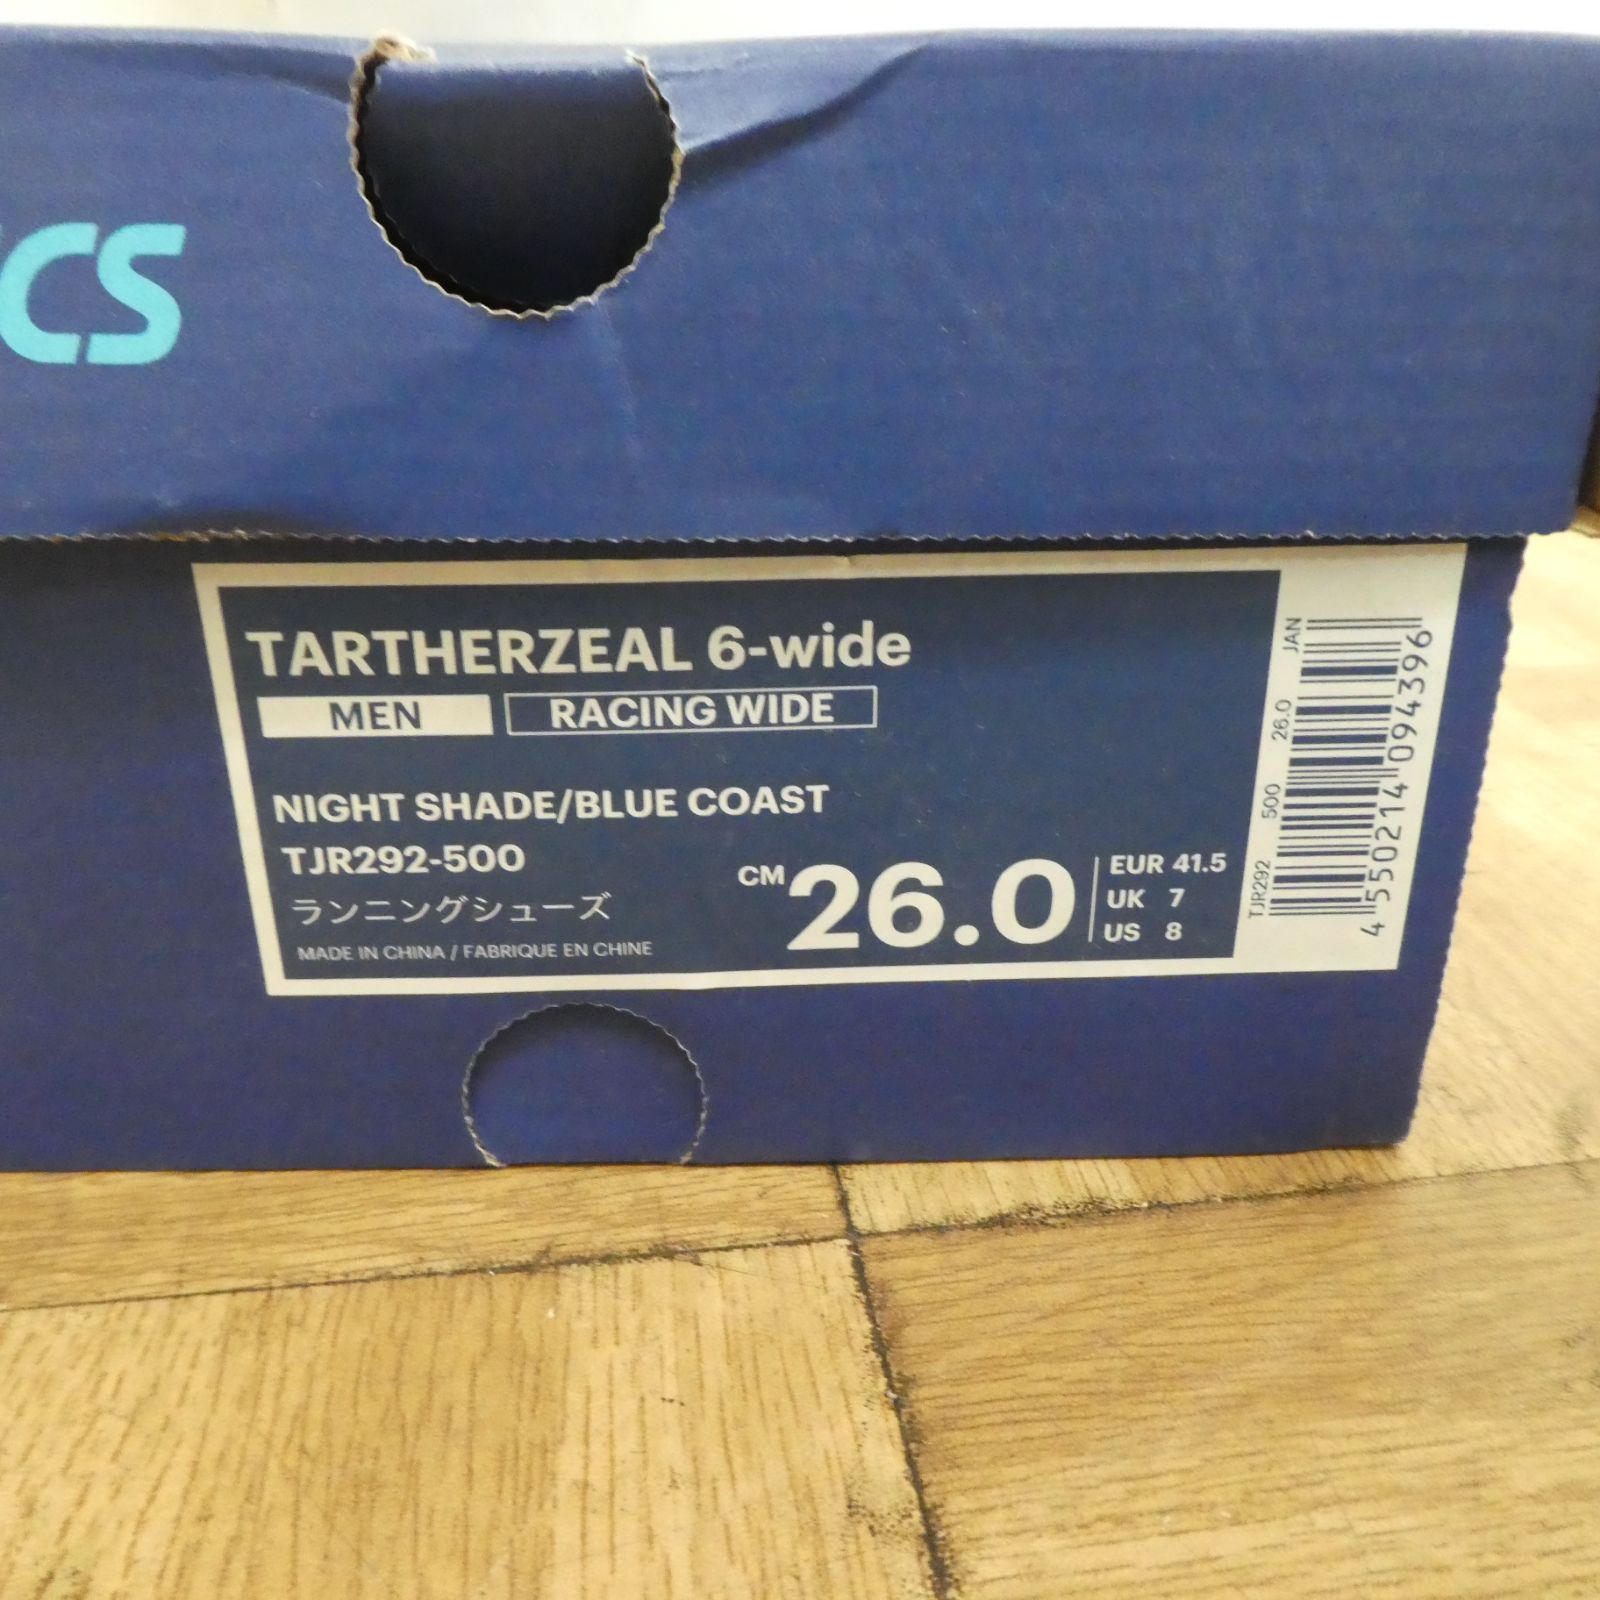 CS
TARTHERZEAL 6-wide
MEN RACING WIDE
NIGHT SHADE/BLUE COAST
TJR292-500
ランニングシューズ
MADE IN CHINA / FABRIQUE EN CHINE
CM 26.0
EUR 41.5
UK 7
US 8
TJR292 500 26.0 JAN
4 550214 094396